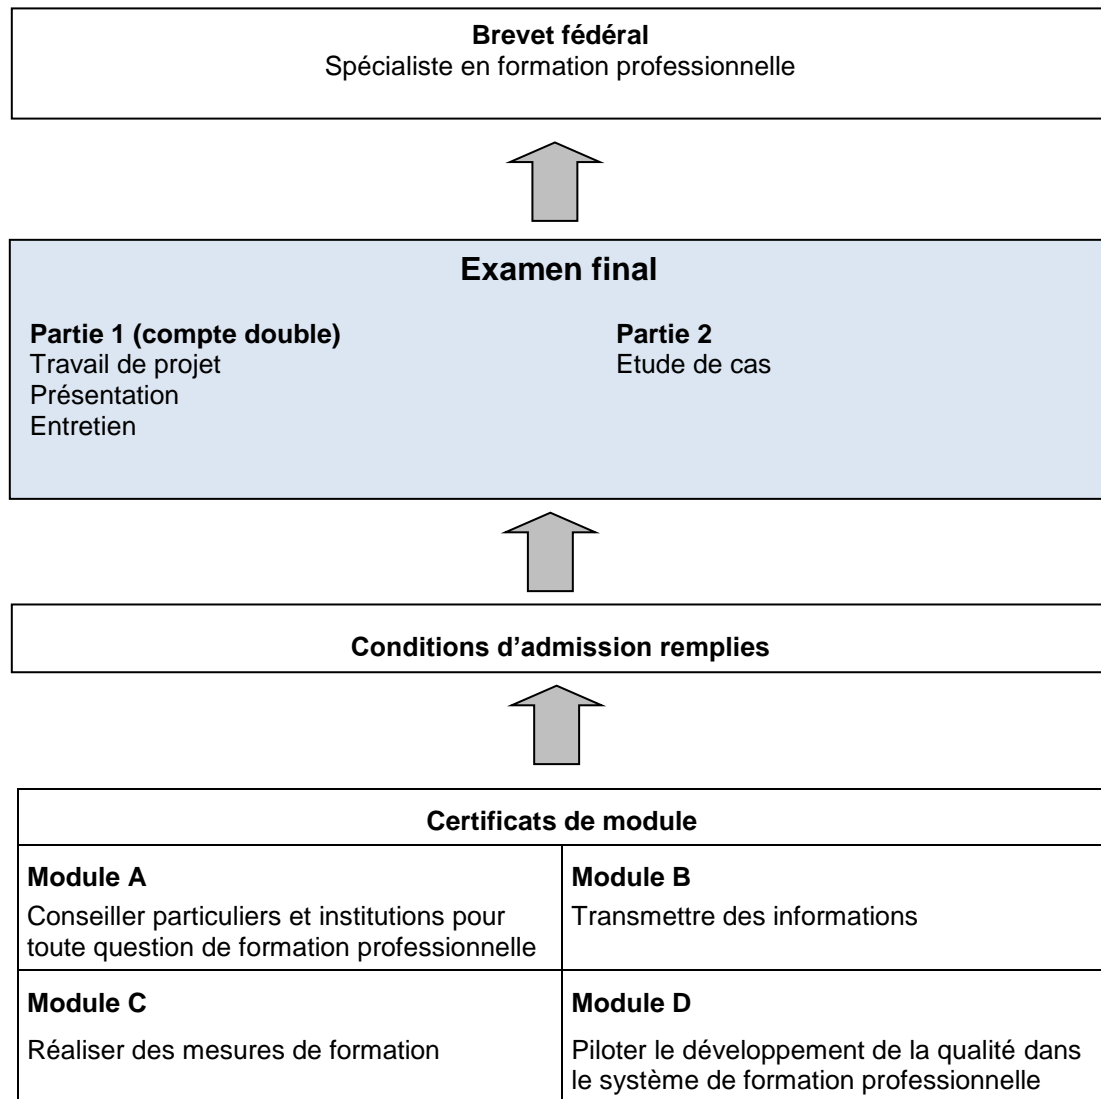 Brevet fédéral
Spécialiste en formation professionnelle
Examen final
Partie 1 (compte double)
Travail de projet
Présentation
Entretien
Partie 2
Etude de cas
Conditions d’admission remplies
Certificats de module
Module A
Conseiller particuliers et institutions pour
toute question de formation professionnelle
Module B
Transmettre des informations
Module C
Réaliser des mesures de formation
Module D
Piloter le développement de la qualité dans
le système de formation professionnelle